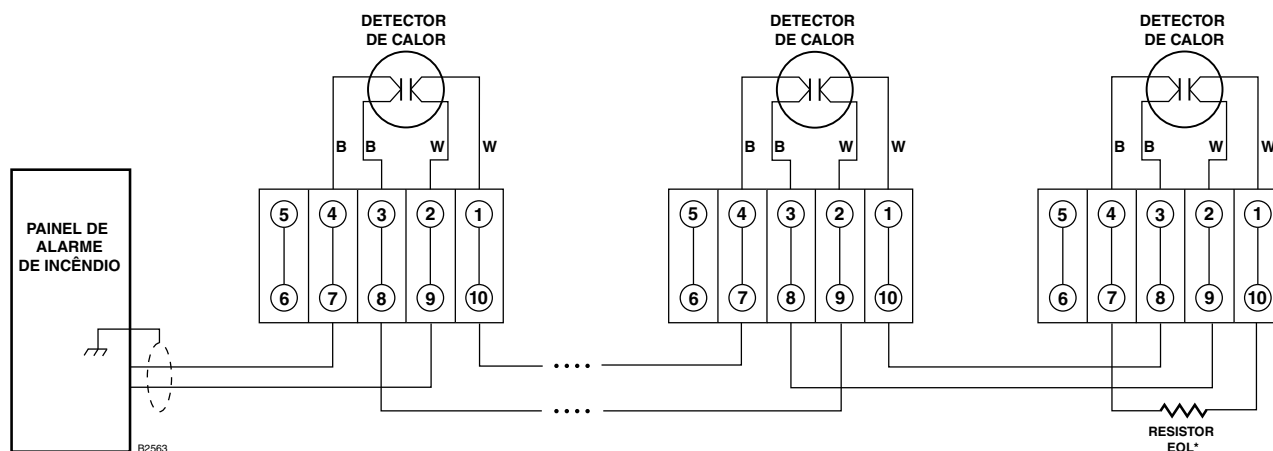 DETECTOR
DE CALOR
DETECTOR
DE CALOR
DETECTOR
DE CALOR
B B W W
B B W W
B B W W
PAINEL DE
ALARME
DE INCÊNDIO
5 4 3 2 1
5 4 3 2 1
5 4 3 2 1
6 7 8 9 10
6 7 8 9 10
6 7 8 9 10
B2563
RESISTOR
EOL*